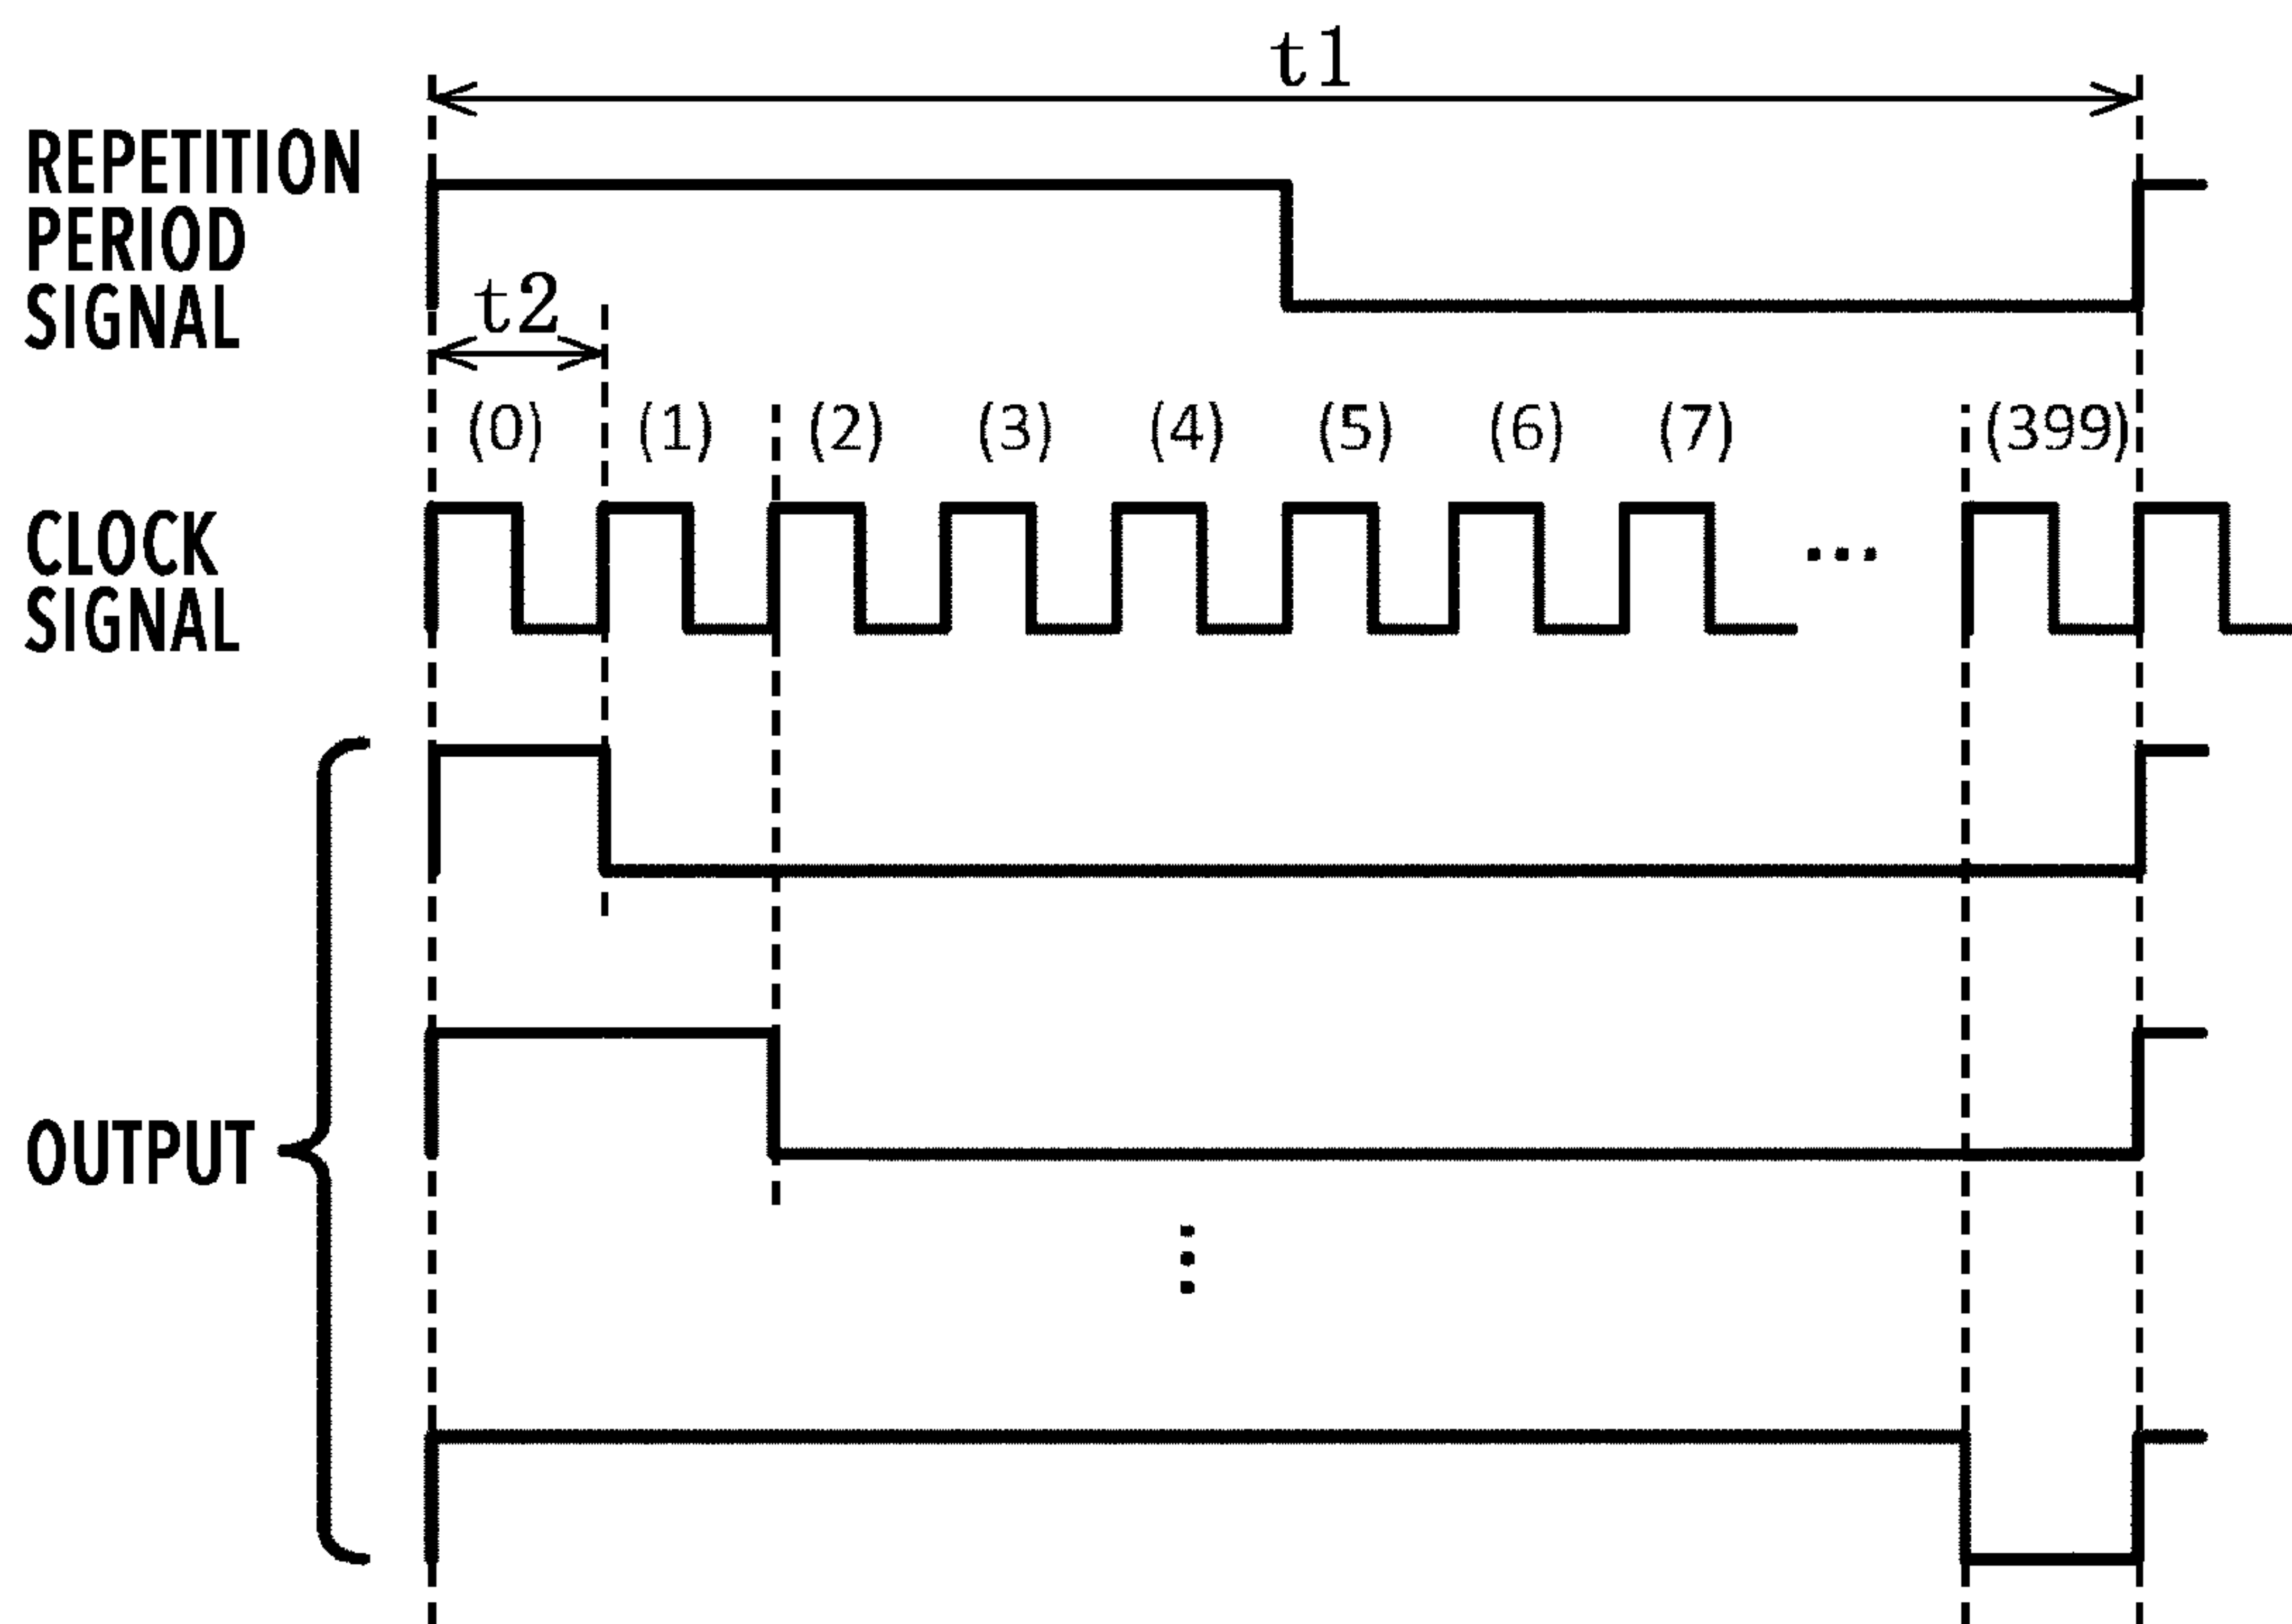 t1
REPETITION
PERIOD
SIGNAL
t2
(0) (1) (2) (3) (4) (5) (6) (7) (399)
CLOCK
SIGNAL
...
OUTPUT